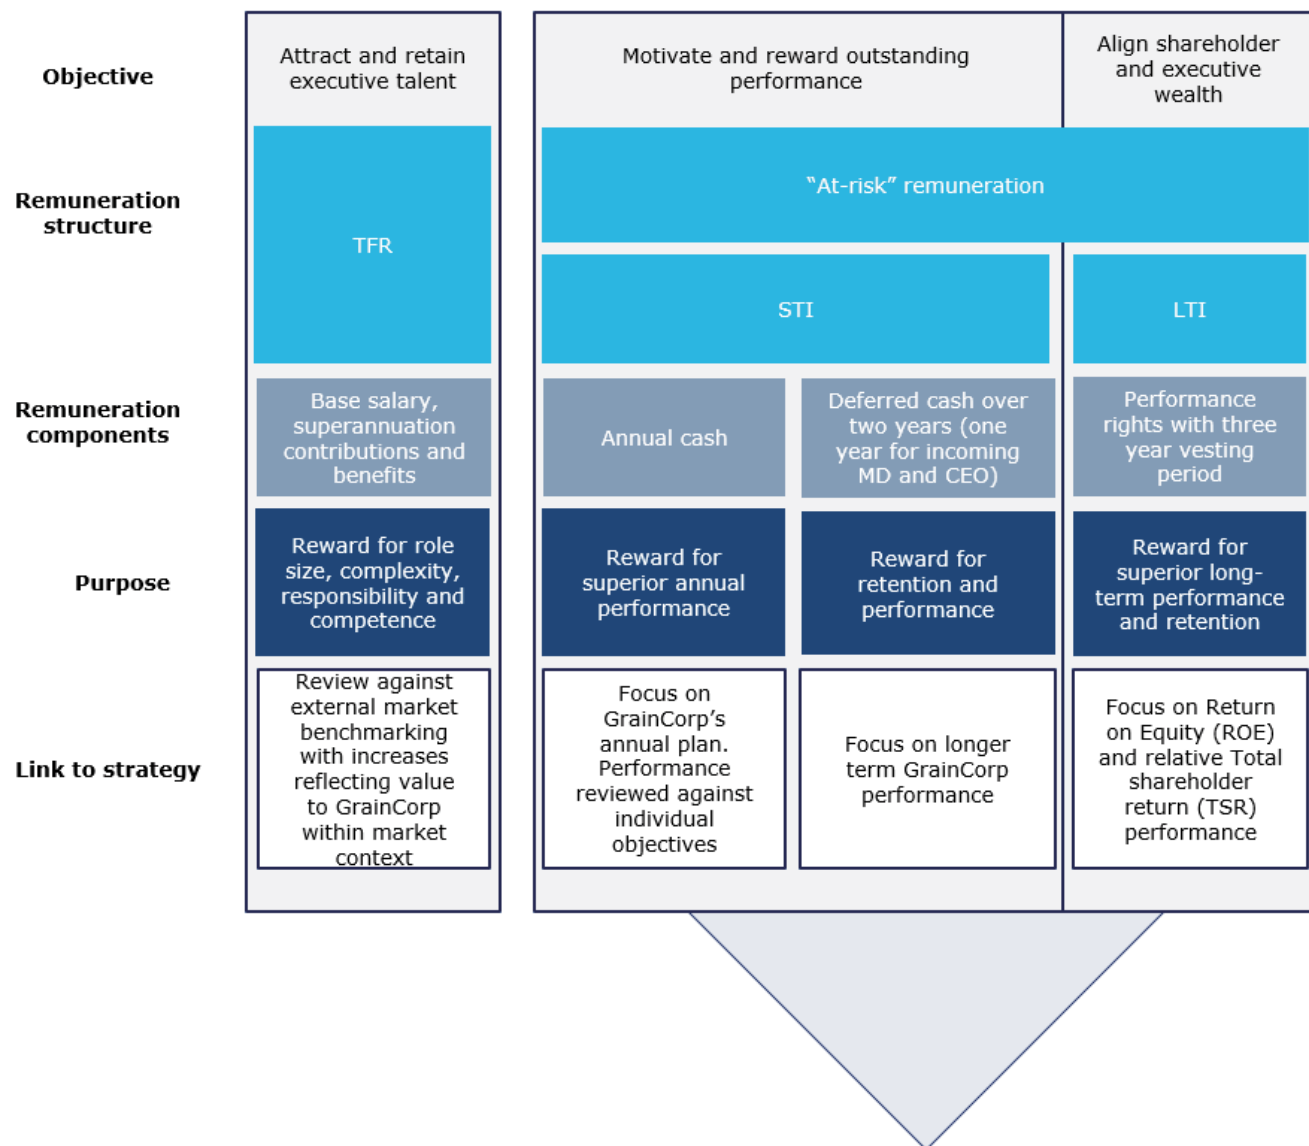 Objective
Attract and retain
executive talent
Motivate and reward outstanding
performance
Align shareholder
and executive
wealth
Remuneration
structure
TFR
“At-risk” remuneration
STI
LTI
Remuneration
components
Base salary,
superannuation
contributions and
benefits
Annual cash
Deferred cash over
two years (one
year for incoming
MD and CEO)
Performance
rights with three
year vesting
period
Purpose
Reward for role
size, complexity,
responsibility and
competence
Reward for
superior annual
performance
Reward for
retention and
performance
Reward for
superior long-
term performance
and retention
Link to strategy
Review against
external market
benchmarking
with increases
reflecting value
to GrainCorp
within market
context
Focus on
GrainCorp’s
annual plan.
Performance
reviewed against
individual
objectives
Focus on longer
term GrainCorp
performance
Focus on Return
on Equity (ROE)
and relative Total
shareholder
return (TSR)
performance